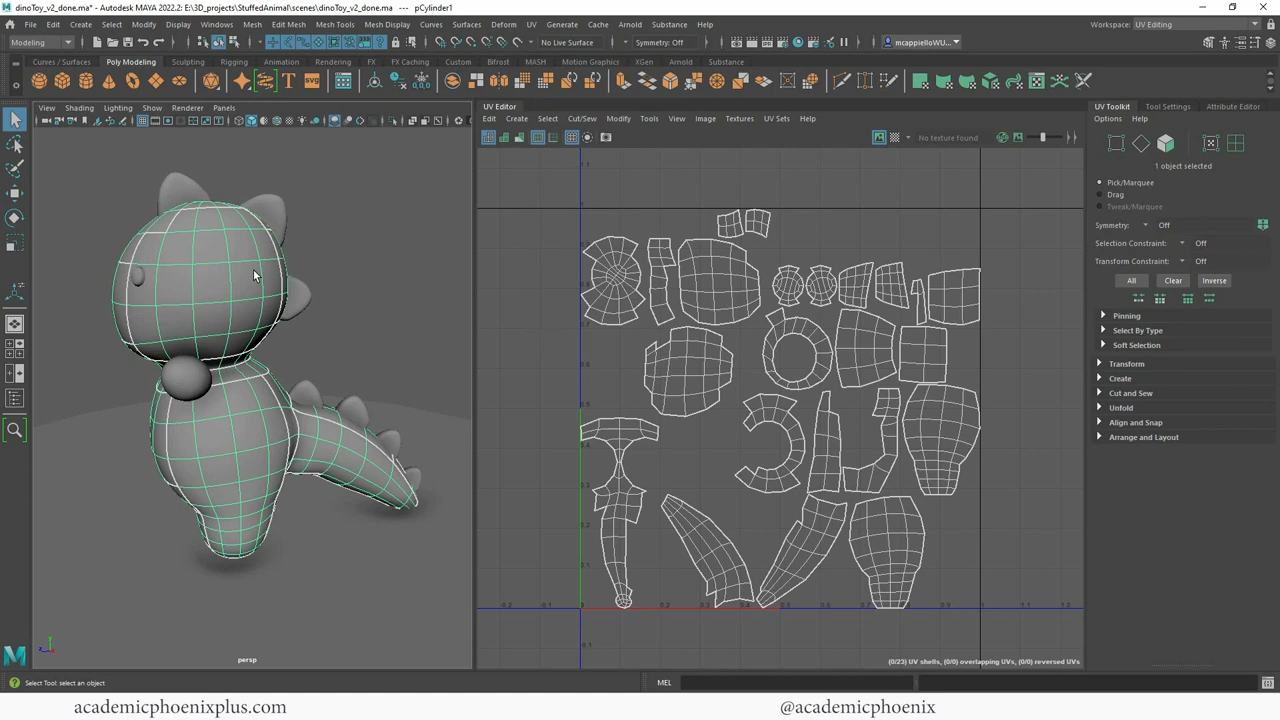 dinoToy_v2_done.ma* - Autodesk MAYA 2022.2: E:\3D_projects\StuffedAnimal\scenes\dinoToy_v2_done.ma --- pCylinder1
File Edit Create Select Modify Display Windows Mesh Edit Mesh Mesh Tools Mesh Display Curves Surfaces Deform UV Generate Cache Arnold Substance Help
Workspace: UV Editing
Modeling
No Live Surface
Symmetry: Off
mcappielloWU...
Curves / Surfaces Poly Modeling Sculpting Rigging Animation Rendering FX FX Caching Custom Bifrost MASH Motion Graphics XGen Arnold Substance
View Shading Lighting Show Renderer Panels
UV Editor
Edit Create Select Cut/Sew Modify Tools View Image Textures UV Sets Help
No texture found
UV Toolkit Tool Settings Attribute Editor
Options Help
1 object selected
Pick/Marquee
Drag
Tweak/Marquee
Symmetry: Off
Selection Constraint: Off
Transform Constraint: Off
All Clear Inverse
Pinning
Select By Type
Soft Selection
Transform
Create
Cut and Sew
Unfold
Align and Snap
Arrange and Layout
persp
(0/23) UV shells, (0/0) overlapping UVs, (0/0) reversed UVs
Select Tool: select an object
MEL
academicphoenixplus.com
@academicphoenix